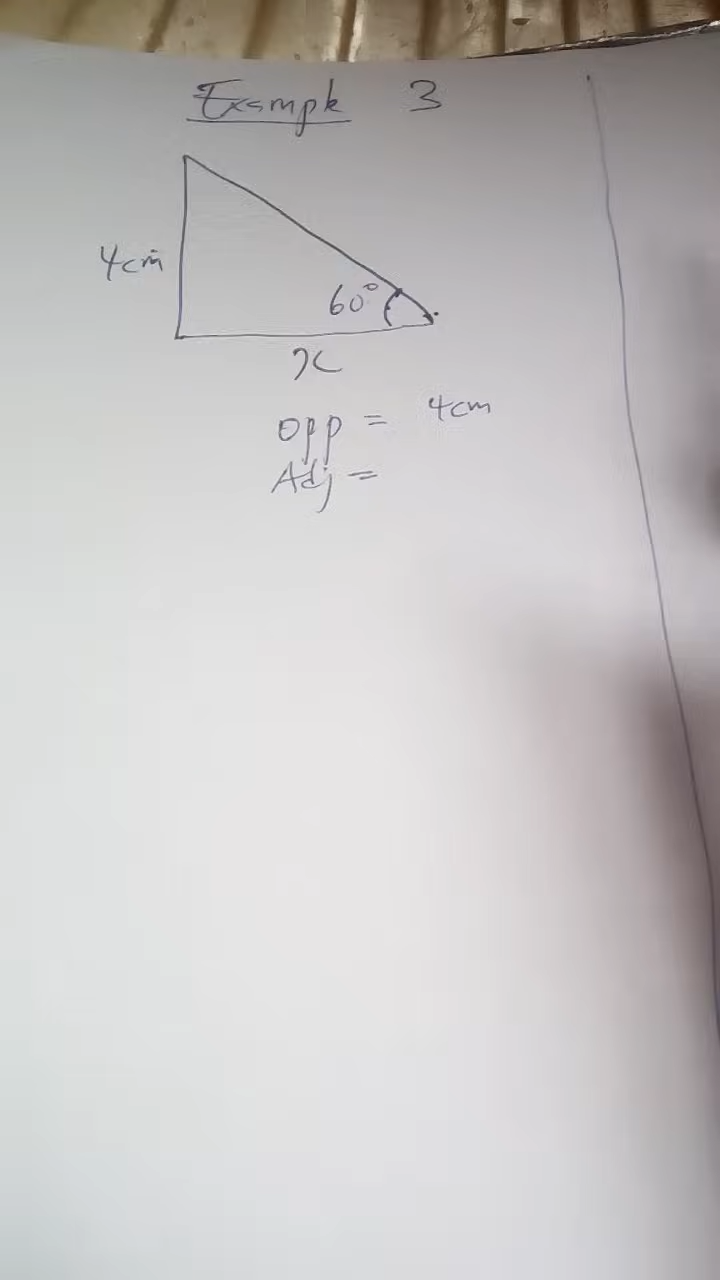 Example 3
4cm
60°
x
opp = 4cm
Adj =